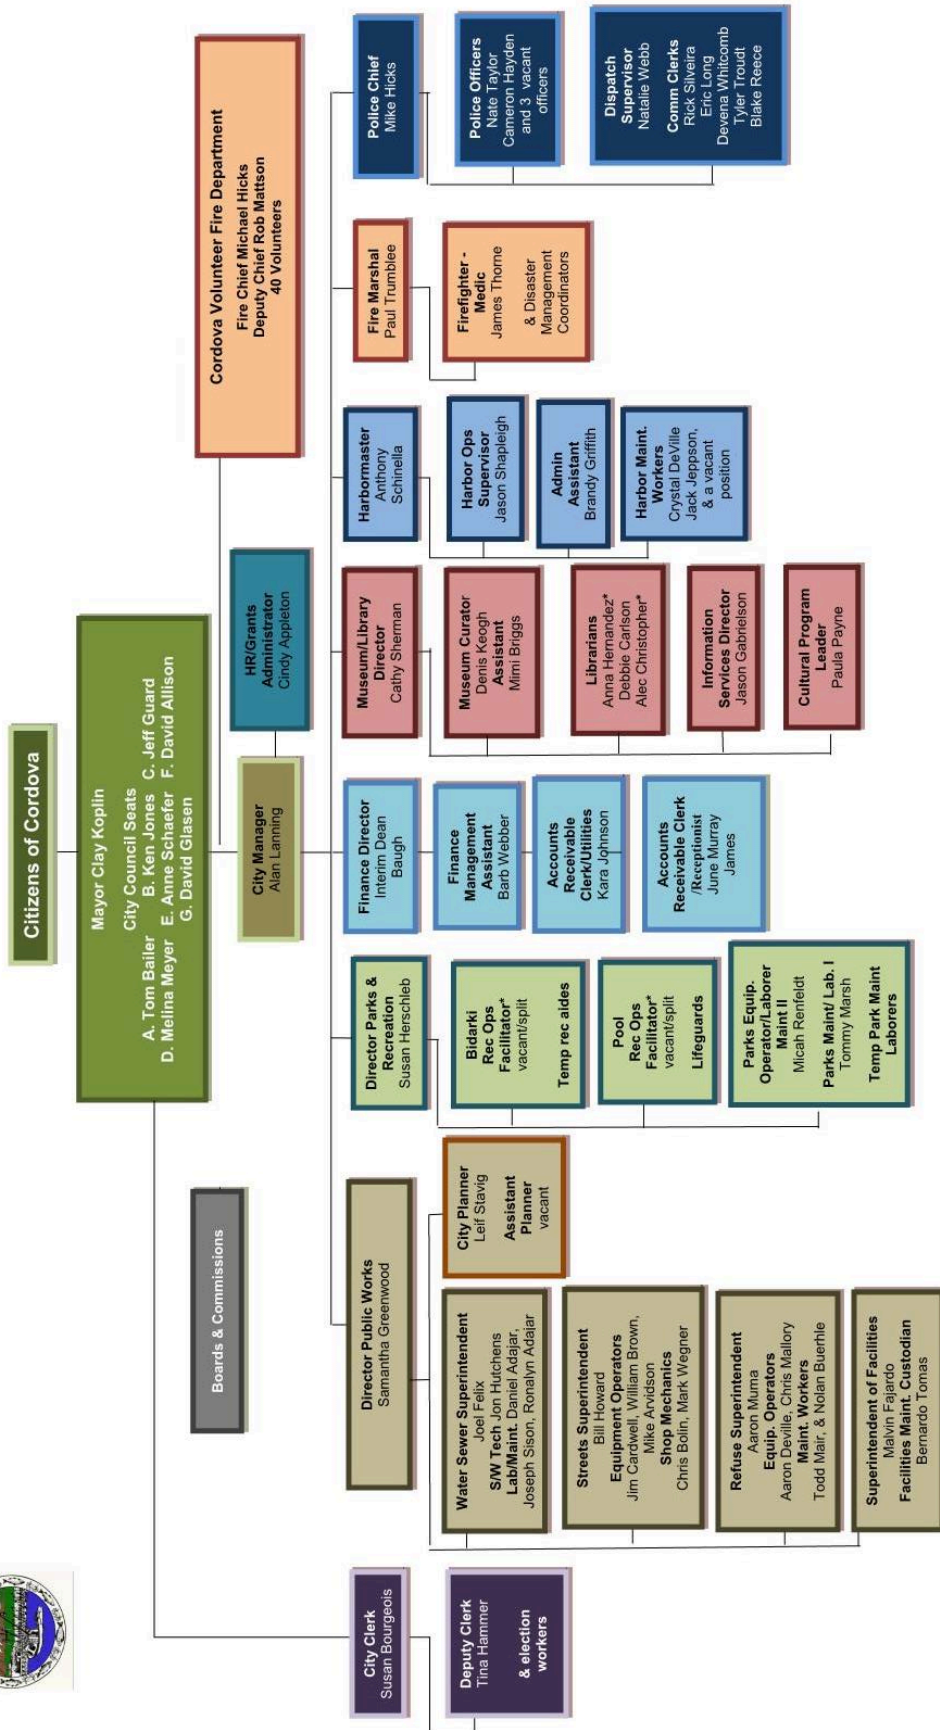 Citizens of Cordova
Mayor Clay Koplin
City Council Seats
A. Tom Bailer B. Ken Jones C. Jeff Guard
D. Melina Meyer E. Anne Schaefer F. David Allison
G. David Glasen
Boards & Commissions
Cordova Volunteer Fire Department
Fire Chief Michael Hicks
Deputy Chief Rob Mattson
40 Volunteers
City Manager
Alan Lanning
HR/Grants
Administrator
Cindy Appleton
City Clerk
Susan Bourgeois
Deputy Clerk
Tina Hammer
& election
workers
Director Public Works
Samantha Greenwood
Water Sewer Superintendent
Joel Felix
S/W Tech Jon Hutchens
Lab/Maint. Daniel Adajar,
Joseph Sison, Ronalyn Adajar
Streets Superintendent
Bill Howard
Equipment Operators
Jim Cardwell, William Brown,
Mike Arvidson
Shop Mechanics
Chris Bolin, Mark Wegner
Refuse Superintendent
Aaron Muma
Equip. Operators
Aaron Deville, Chris Mallory
Maint. Workers
Todd Mair, & Nolan Buerhle
Superintendent of Facilities
Malvin Fajardo
Facilities Maint. Custodian
Bernardo Tomas
City Planner
Leif Stavig
Assistant
Planner
vacant
Director Parks &
Recreation
Susan Herschleb
Bidarki
Rec Ops
Facilitator*
vacant/split
Temp rec aides
Pool
Rec Ops
Facilitator*
vacant/split
Lifeguards
Parks Equip.
Operator/Laborer
Maint II
Micah Renfeldt
Parks Maint/ Lab. I
Tommy Marsh
Temp Park Maint
Laborers
Finance Director
Interim Dean
Baugh
Finance
Management
Assistant
Barb Webber
Accounts
Receivable
Clerk/Utilities
Kara Johnson
Accounts
Receivable Clerk
/Receptionist
June Murray
James
Museum/Library
Director
Cathy Sherman
Museum Curator
Denis Keogh
Assistant
Mimi Briggs
Librarians
Anna Hernandez*
Debbie Carlson
Alec Christopher*
Information
Services Director
Jason Gabrielson
Cultural Program
Leader
Paula Payne
Harbormaster
Anthony
Schinella
Harbor Ops
Supervisor
Jason Shapleigh
Admin
Assistant
Brandy Griffith
Harbor Maint.
Workers
Crystal DeVille
Jack Jeppson,
& a vacant
position
Fire Marshal
Paul Trumblee
Firefighter -
Medic
James Thorne
& Disaster
Management
Coordinators
Police Chief
Mike Hicks
Police Officers
Nate Taylor
Cameron Hayden
and 3 vacant
officers
Dispatch
Supervisor
Natalie Webb
Comm Clerks
Rick Silveira
Eric Long
Devena Whitcomb
Tyler Troudt
Blake Reece